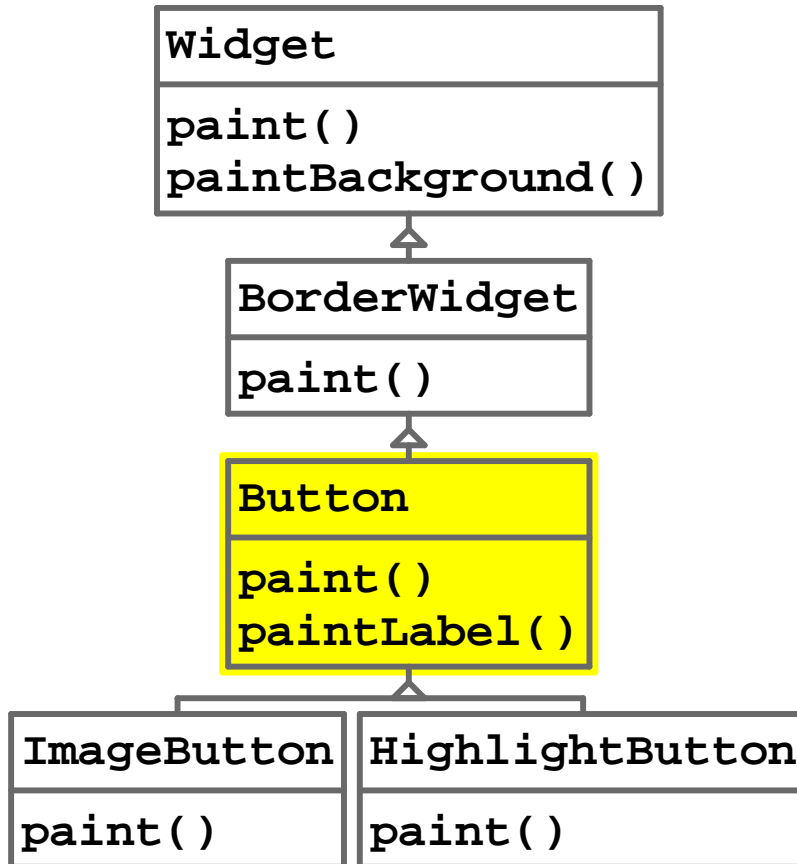 Widget
paint()
paintBackground()
BorderWidget
paint()
Button
paint()
paintLabel()
ImageButton
paint()
HighlightButton
paint()